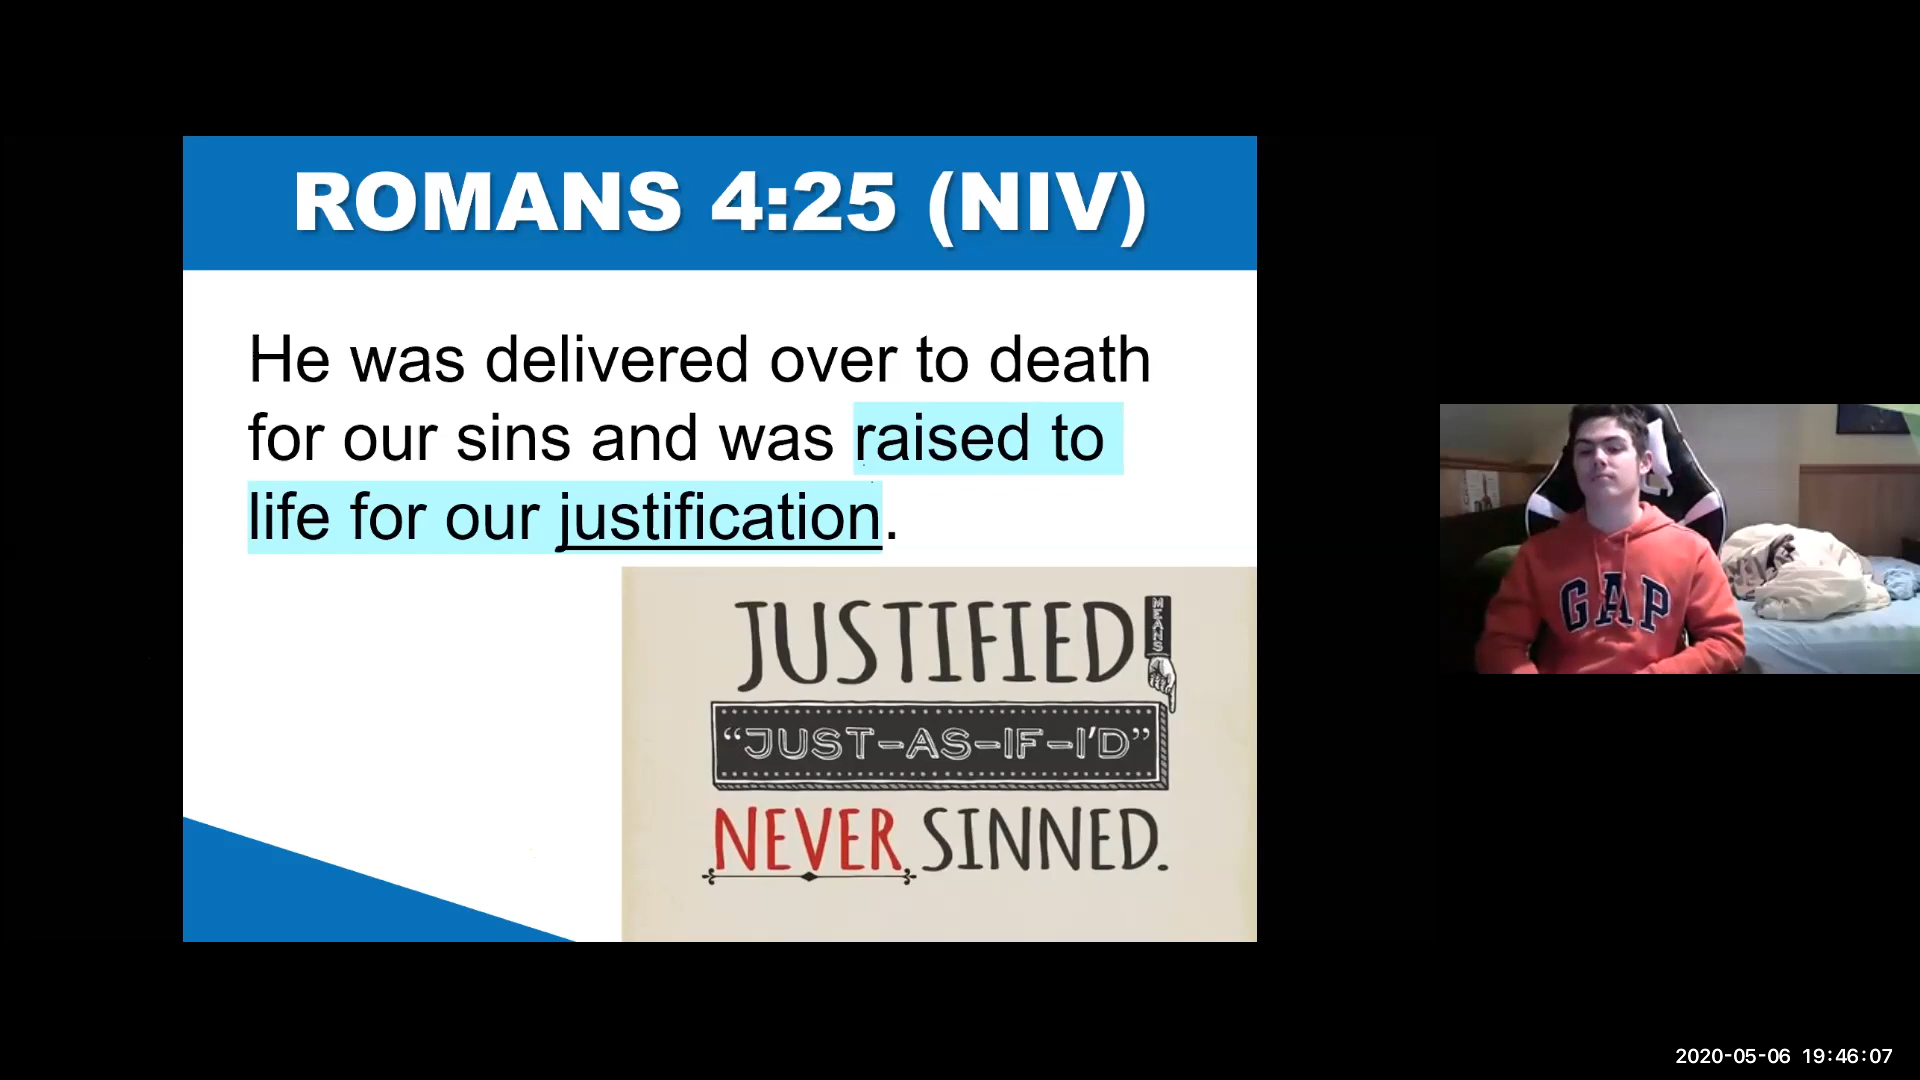 ROMANS 4:25 (NIV)
He was delivered over to death
for our sins and was raised to
life for our justification.
JUSTIFIED
MEANS
“JUST-AS-IF-I'D”
NEVER SINNED.
GAP
2020-05-06 19:46:07